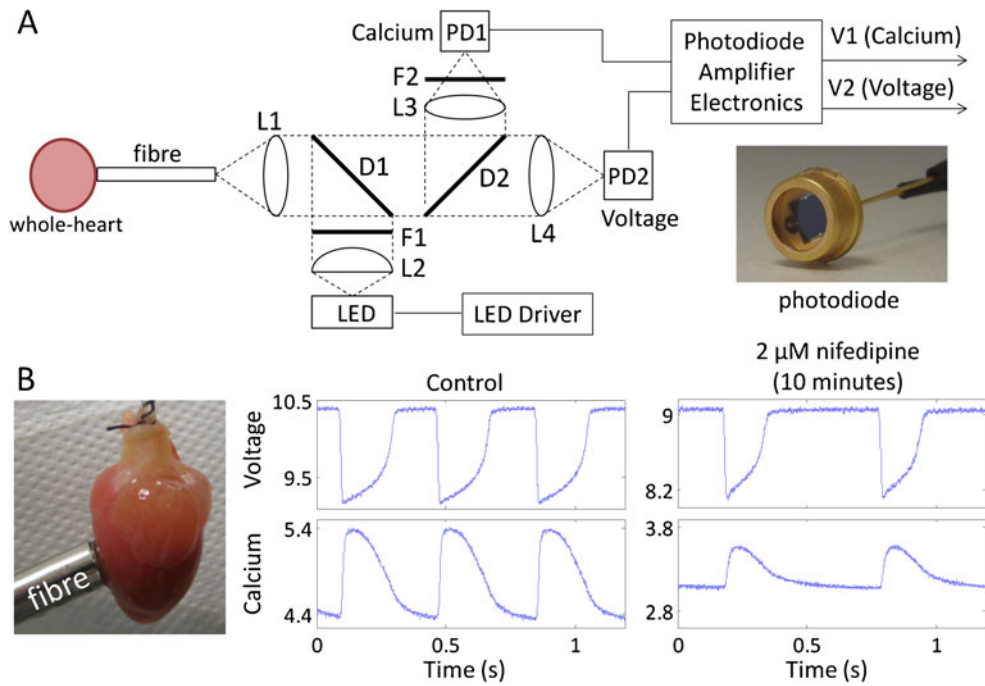 A
Calcium
PD1
F2
L3
L1
fibre
whole-heart
D1
D2
F1
L2
LED
LED Driver
L4
PD2
Voltage
Photodiode
Amplifier
Electronics
V1 (Calcium)
V2 (Voltage)
photodiode
B
fibre
Control
2 µM nifedipine
(10 minutes)
Voltage
10.5
9.5
9
8.2
Calcium
5.4
4.4
3.8
2.8
0 0.5 1
0 0.5 1
Time (s)
Time (s)